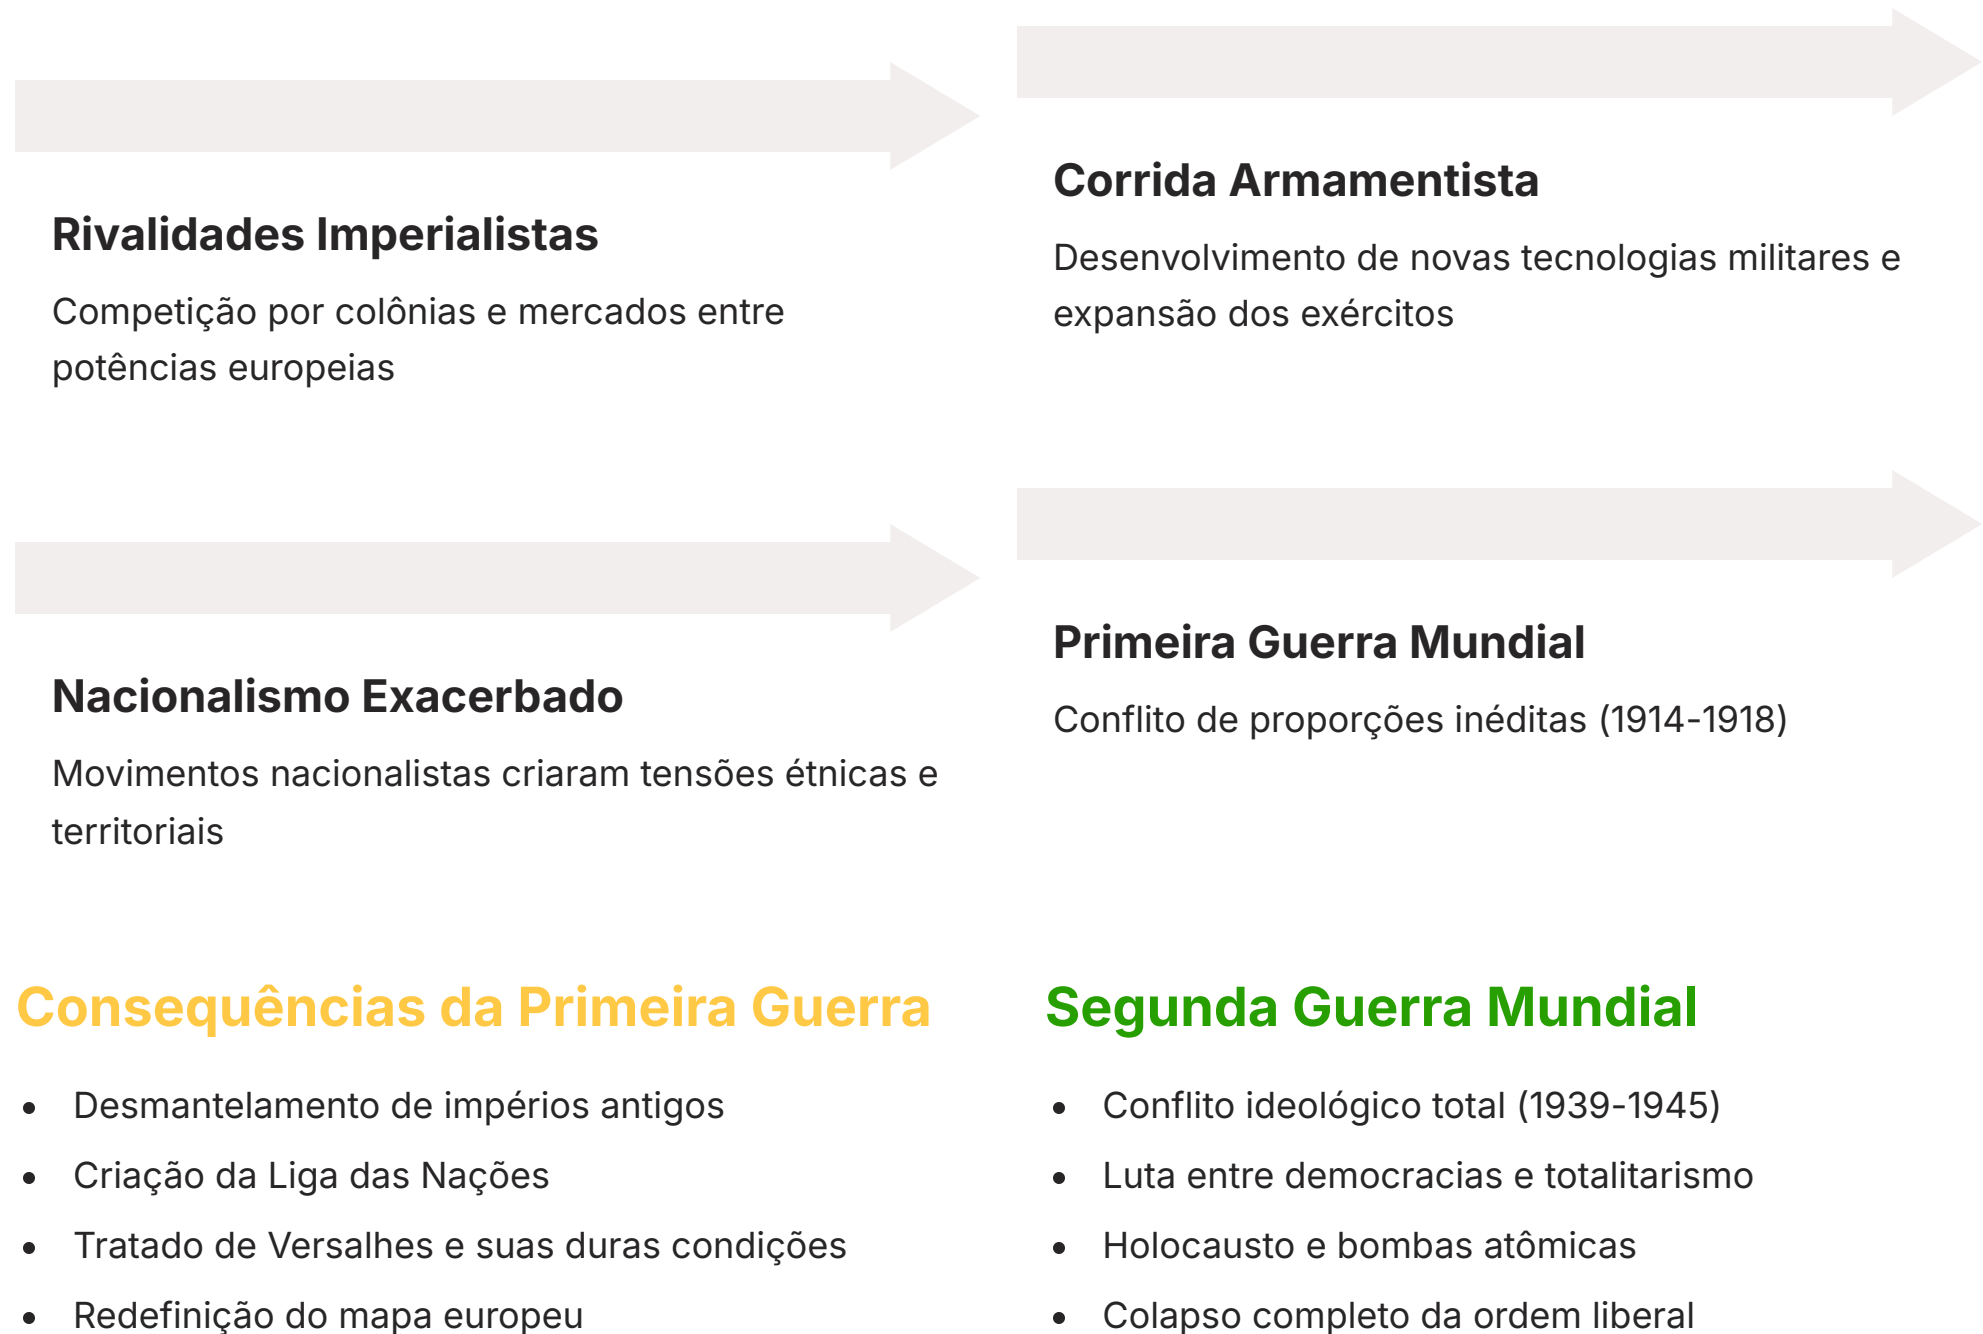 Rivalidades Imperialistas
Competição por colônias e mercados entre
potências europeias
Corrida Armamentista
Desenvolvimento de novas tecnologias militares e
expansão dos exércitos
Nacionalismo Exacerbado
Movimentos nacionalistas criaram tensões étnicas e
territoriais
Primeira Guerra Mundial
Conflito de proporções inéditas (1914-1918)
Consequências da Primeira Guerra
• Desmantelamento de impérios antigos
• Criação da Liga das Nações
• Tratado de Versalhes e suas duras condições
• Redefinição do mapa europeu
Segunda Guerra Mundial
• Conflito ideológico total (1939-1945)
• Luta entre democracias e totalitarismo
• Holocausto e bombas atômicas
• Colapso completo da ordem liberal